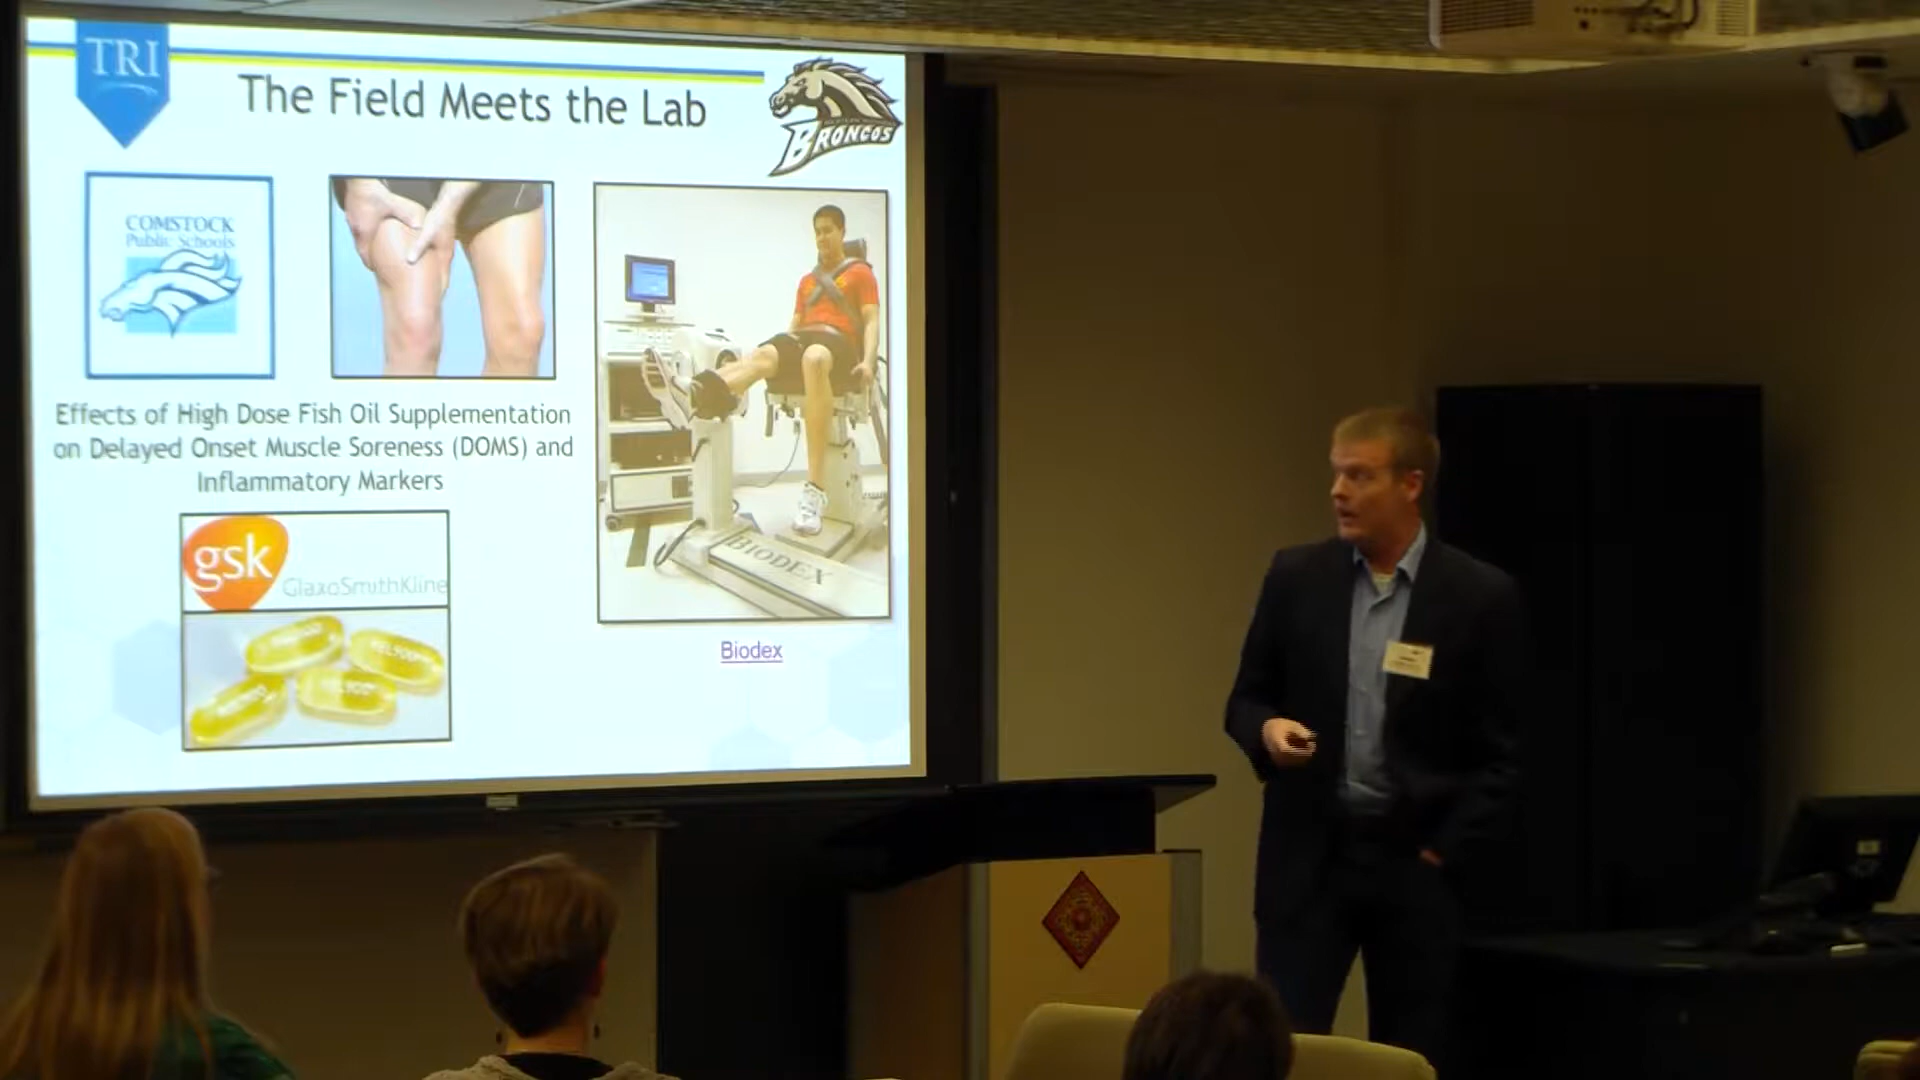 TRI
The Field Meets the Lab
BRONCOS
COMSTOCK
Public Schools
Effects of High Dose Fish Oil Supplementation
on Delayed Onset Muscle Soreness (DOMS) and
Inflammatory Markers
gsk
GlaxoSmithKline
BIODEX
Biodex